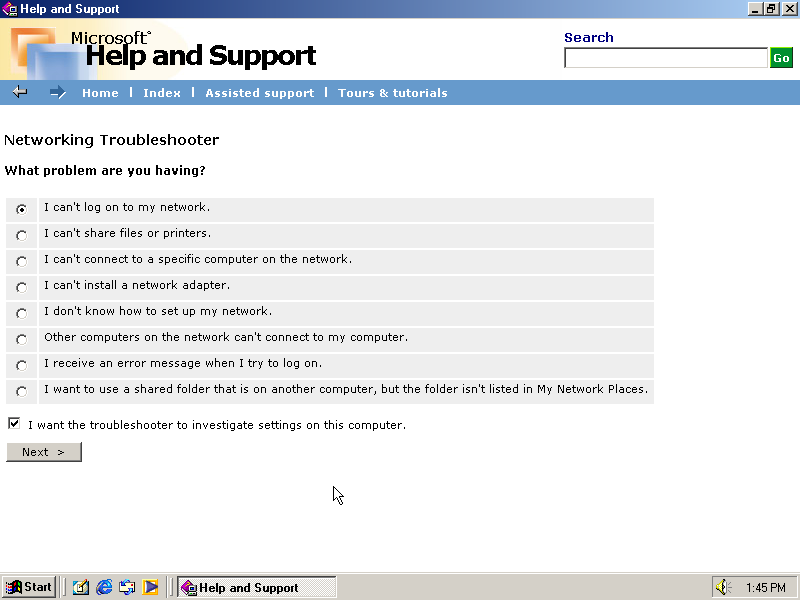 Help and Support
Microsoft®
Help and Support
Search
Go
Home | Index | Assisted support | Tours & tutorials
Networking Troubleshooter
What problem are you having?
I can't log on to my network.
I can't share files or printers.
I can't connect to a specific computer on the network.
I can't install a network adapter.
I don't know how to set up my network.
Other computers on the network can't connect to my computer.
I receive an error message when I try to log on.
I want to use a shared folder that is on another computer, but the folder isn't listed in My Network Places.
I want the troubleshooter to investigate settings on this computer.
Next >
Start Help and Support 1:45 PM